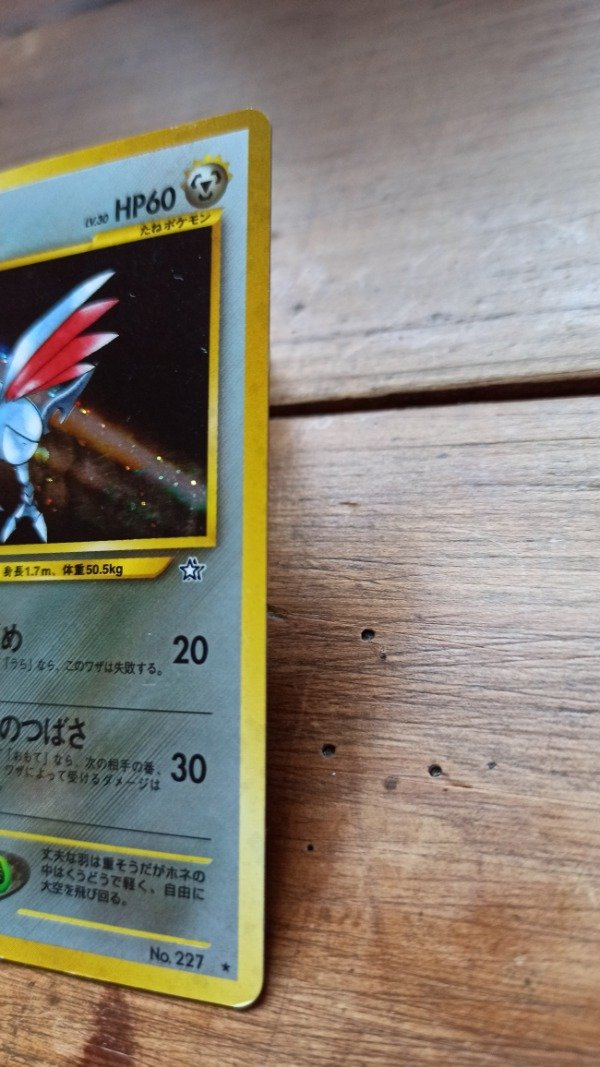 LV.30 HP60
たねポケモン
身長1.7m、体重50.5kg
め 20
「うら」なら、このワザは失敗する。
のつばさ
「おもて」なら、次の相手の番、 30
ワザによって受けるダメージは
丈夫な羽は重そうだがホネの
中はくうどうで軽く、自由に
大空を飛び回る。
No. 227 ★